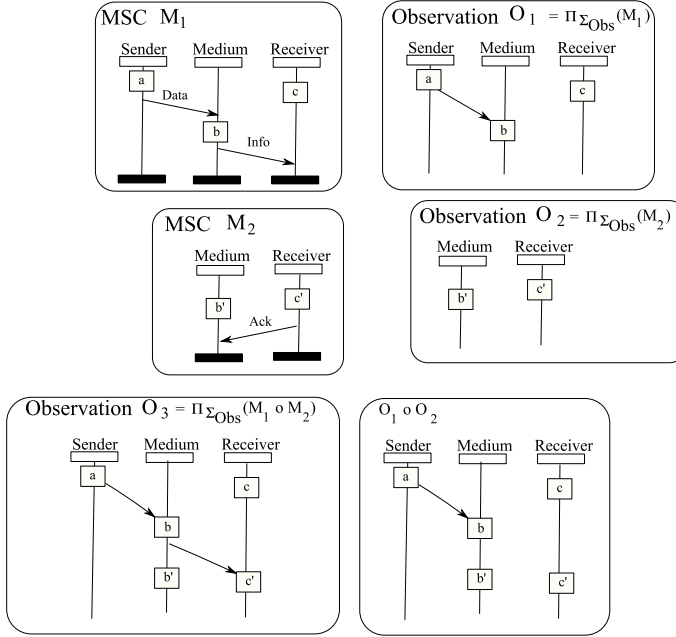 MSC M1
Sender Medium Receiver
a
c
Data
b
Info
Observation O1 = ΠΣObs(M1)
Sender Medium Receiver
a
c
b
MSC M2
Medium Receiver
b'
c'
Ack
Observation O2 = ΠΣObs(M2)
Medium Receiver
b'
c'
Observation O3 = ΠΣObs(M1 o M2)
Sender Medium Receiver
a
c
b
b'
c'
O1 o O2
Sender Medium Receiver
a
c
b
b'
c'